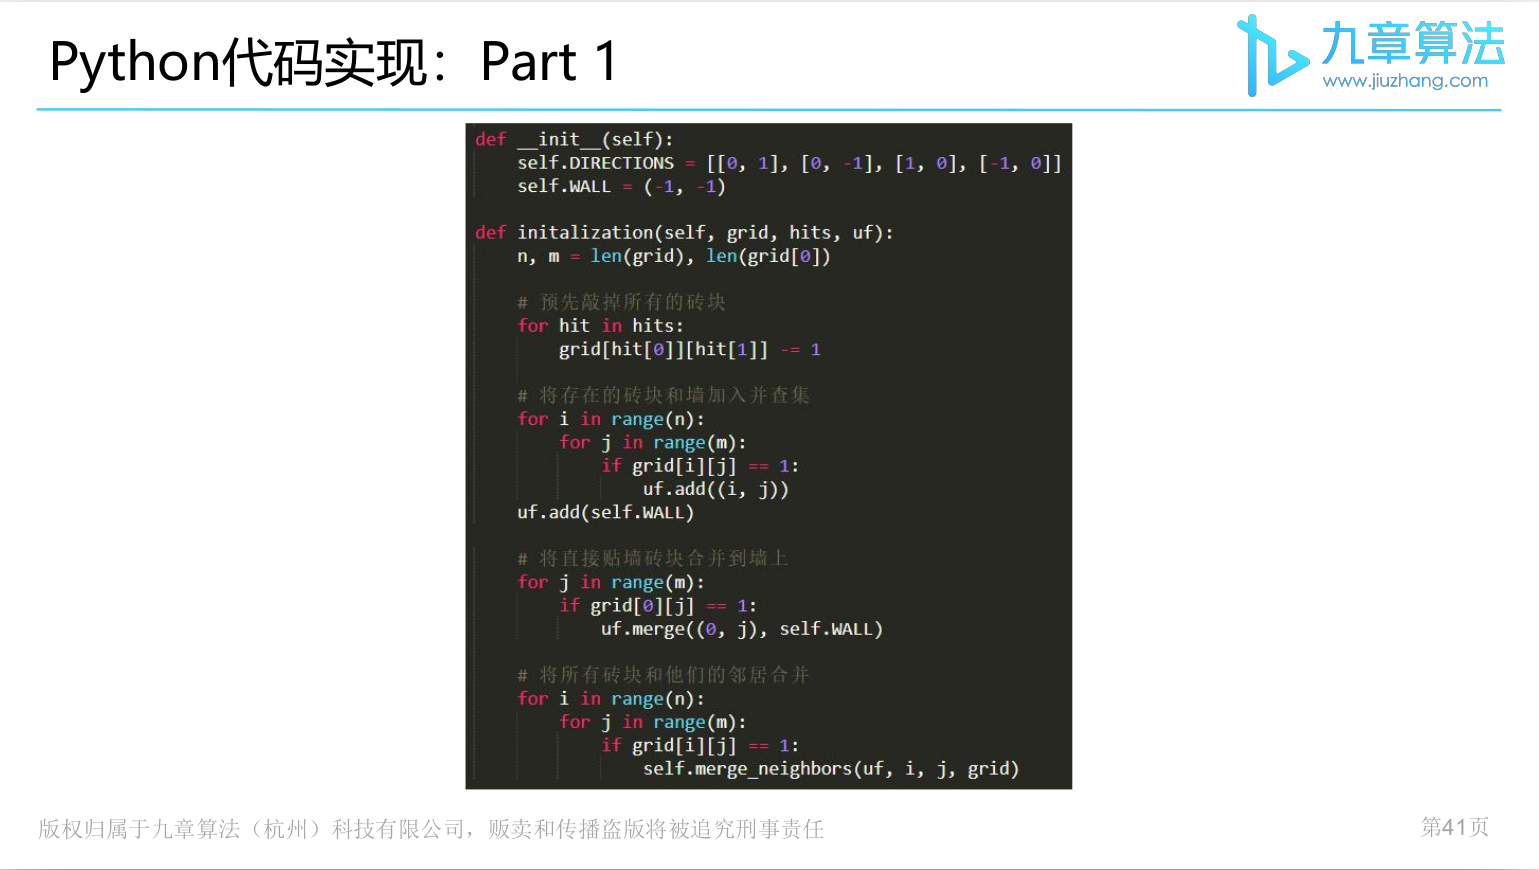 Python代码实现：Part 1
九章算法
www.jiuzhang.com
def __init__(self):
    self.DIRECTIONS = [[0, 1], [0, -1], [1, 0], [-1, 0]]
    self.WALL = (-1, -1)
def initalization(self, grid, hits, uf):
    n, m = len(grid), len(grid[0])
    # 预先敲掉所有的砖块
    for hit in hits:
        grid[hit[0]][hit[1]] -= 1
    # 将存在的砖块和墙加入并查集
    for i in range(n):
        for j in range(m):
            if grid[i][j] == 1:
                uf.add((i, j))
    uf.add(self.WALL)
    # 将直接贴墙砖块合并到墙上
    for j in range(m):
        if grid[0][j] == 1:
            uf.merge((0, j), self.WALL)
    # 将所有砖块和他们的邻居合并
    for i in range(n):
        for j in range(m):
            if grid[i][j] == 1:
                self.merge_neighbors(uf, i, j, grid)
版权归属于九章算法（杭州）科技有限公司，贩卖和传播盗版将被追究刑事责任
第41页